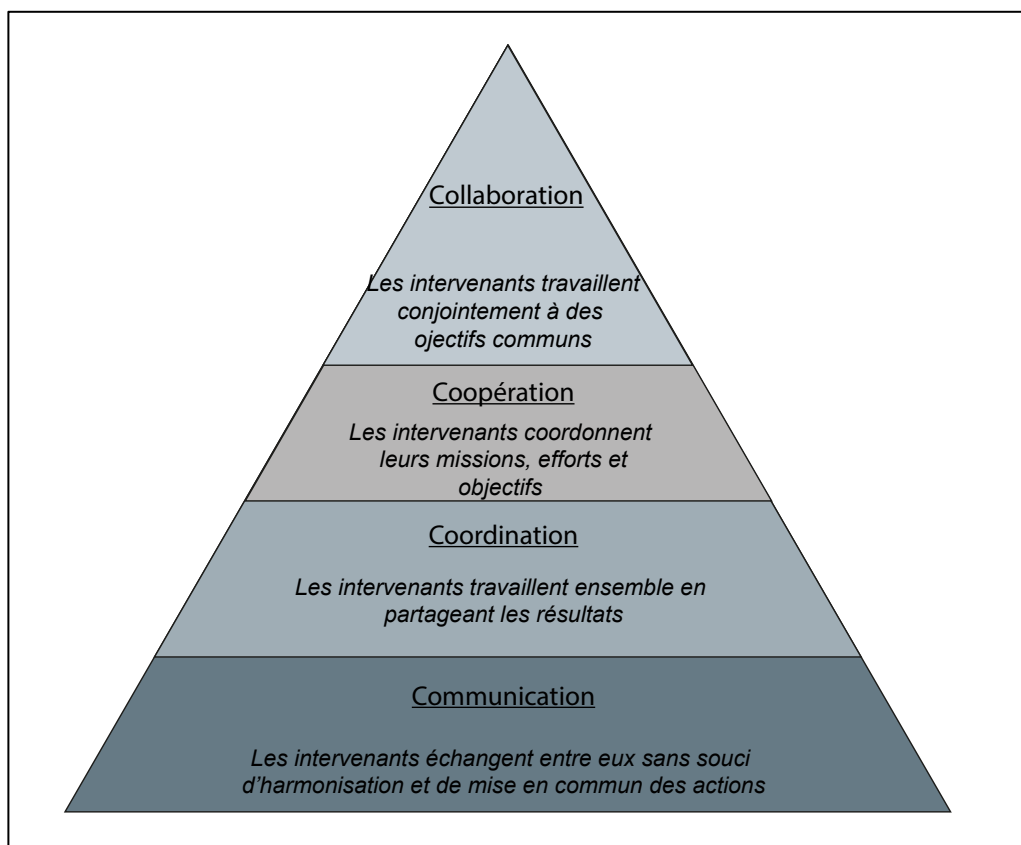 Collaboration
Les intervenants travaillent
conjointement à des
ojectifs communs
Coopération
Les intervenants coordonnent
leurs missions, efforts et
objectifs
Coordination
Les intervenants travaillent ensemble en
partageant les résultats
Communication
Les intervenants échangent entre eux sans souci
d’harmonisation et de mise en commun des actions